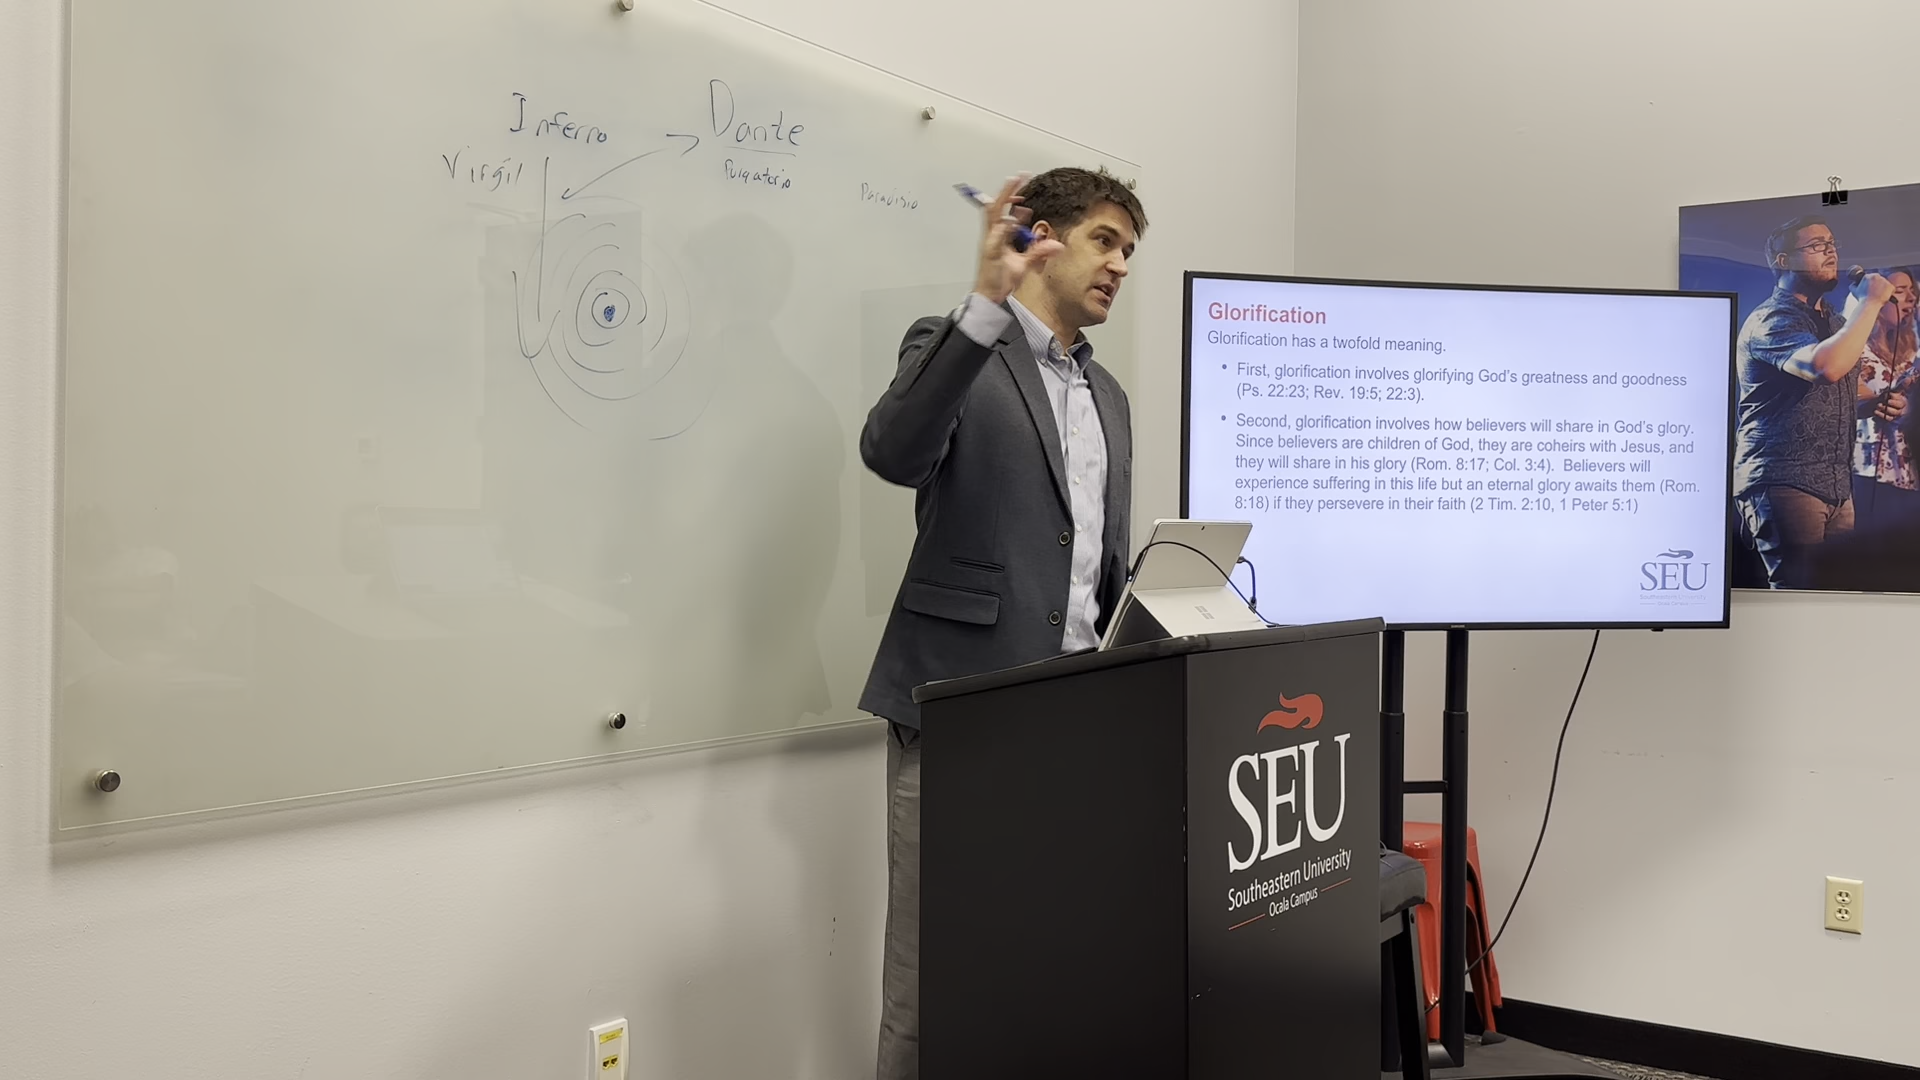 Inferno
Dante
Virgil
Purgatorio
Paradisio
Glorification
Glorification has a twofold meaning.
• First, glorification involves glorifying God's greatness and goodness
(Ps. 22:23; Rev. 19:5; 22:3).
• Second, glorification involves how believers will share in God's glory.
Since believers are children of God, they are coheirs with Jesus, and
they will share in his glory (Rom. 8:17; Col. 3:4). Believers will
experience suffering in this life but an eternal glory awaits them (Rom.
8:18) if they persevere in their faith (2 Tim. 2:10, 1 Peter 5:1)
SEU
Southeastern University
Ocala Campus
SEU
Southeastern University
Ocala Campus